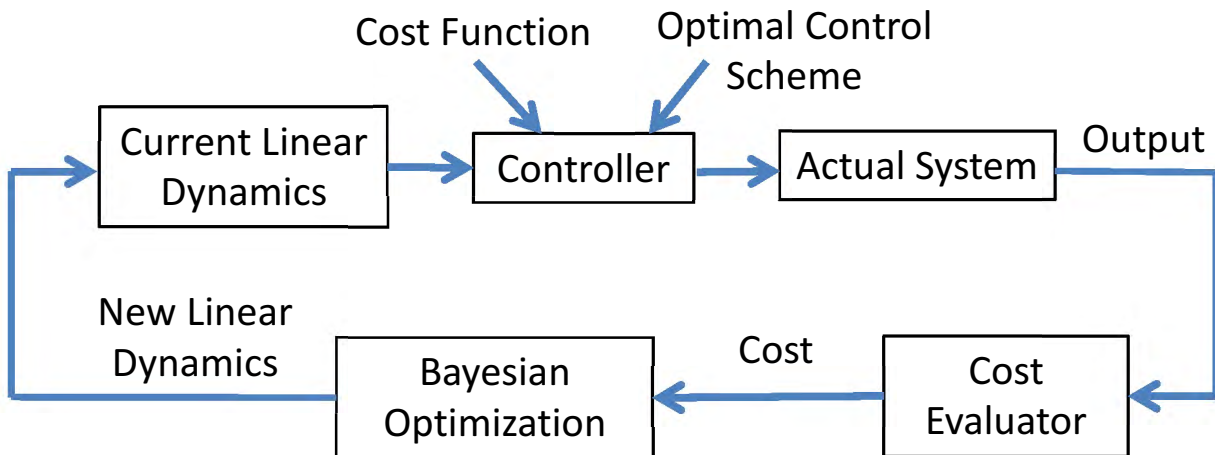 Cost Function
Optimal Control
Scheme
Current Linear
Dynamics
Controller
Actual System
Output
New Linear
Dynamics
Bayesian
Optimization
Cost
Cost
Evaluator